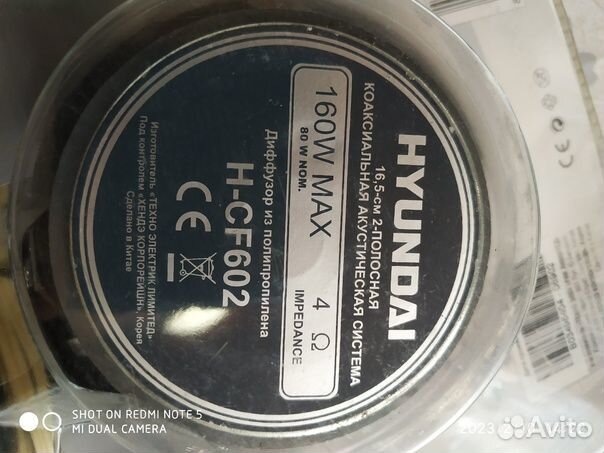 HYUNDAI
16,5-см 2-ПОЛОСНАЯ
КОАКСИАЛЬНАЯ АКУСТИЧЕСКАЯ СИСТЕМА
160W MAX 4 Ω
80 W NOM. IMPEDANCE
Диффузор из полипропилена
H-CF602
CE
Изготовитель «ТЕХНО ЭЛЕКТРИК ЛИМИТЕД»
Под контролем «ХЕНДЭ КОРПОРЕЙШН», Корея
Сделано в Китае
SHOT ON REDMI NOTE 5
MI DUAL CAMERA
Avito